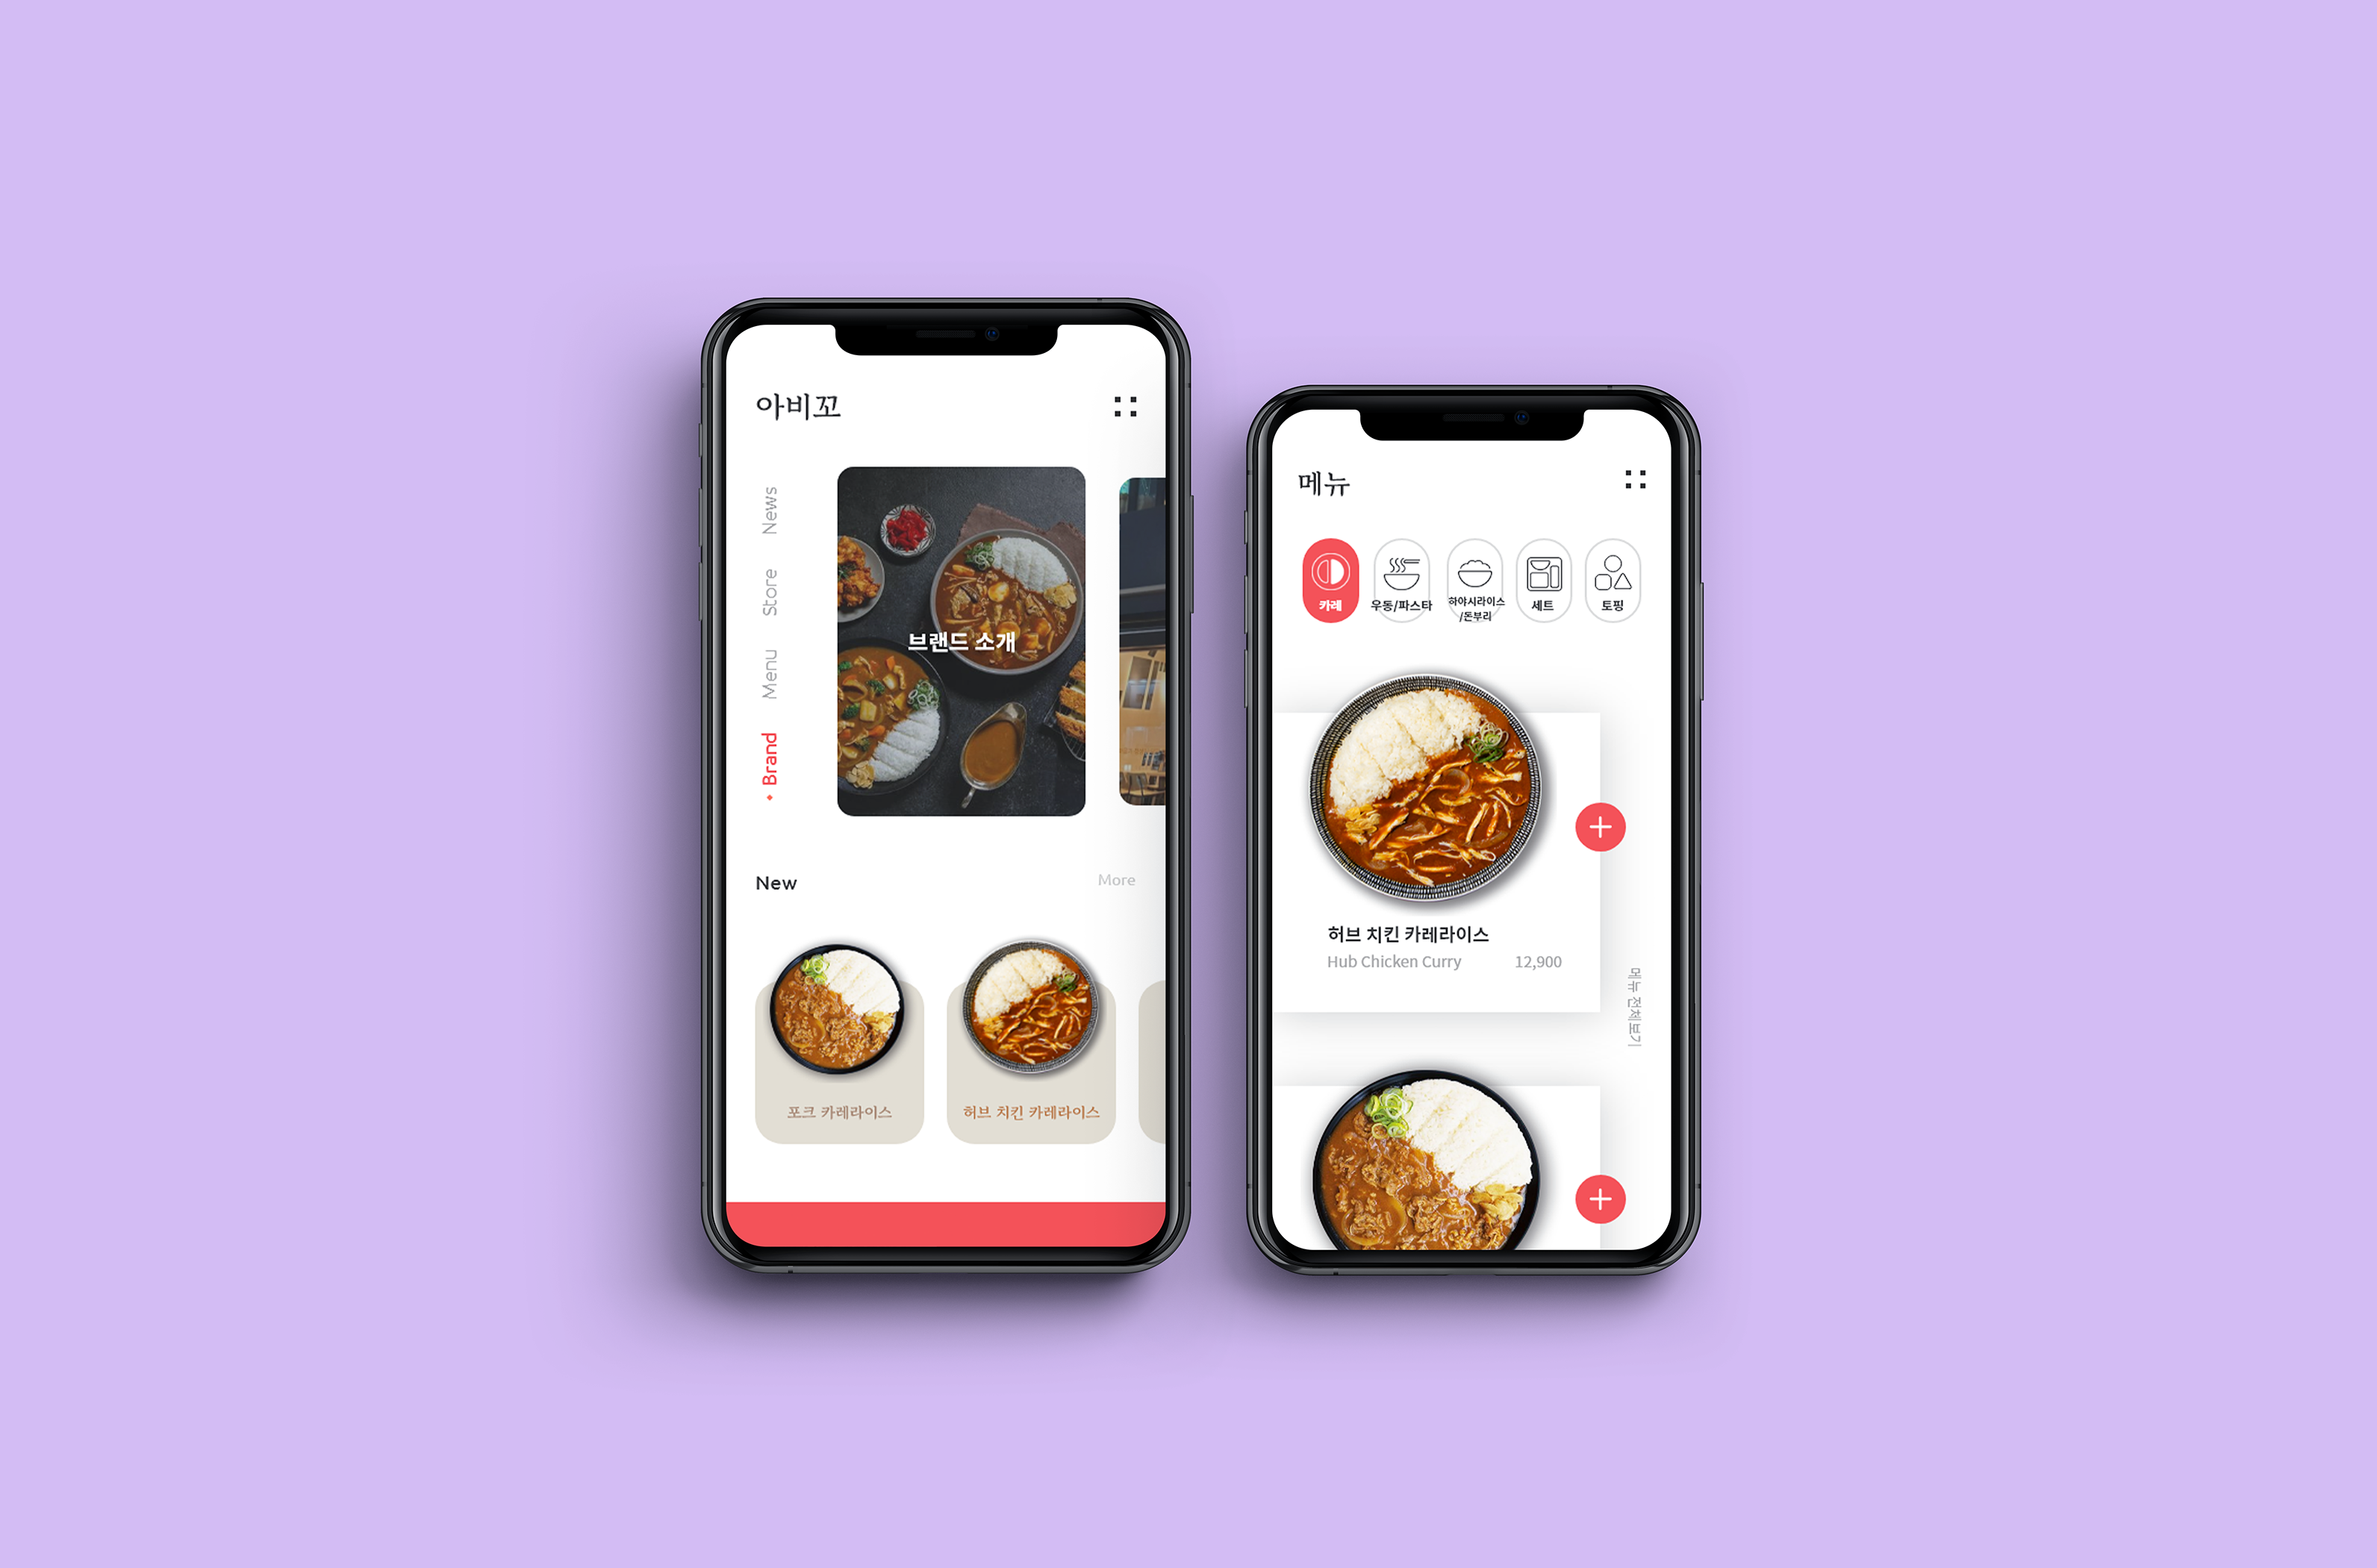 아비꼬
News
Store
Menu
Brand
브랜드 소개
New
More
포크 카레라이스
허브 치킨 카레라이스
메뉴
카레
우동/파스타
하야시라이스
/돈부리
세트
토핑
허브 치킨 카레라이스
Hub Chicken Curry
12,900
메뉴 전체보기